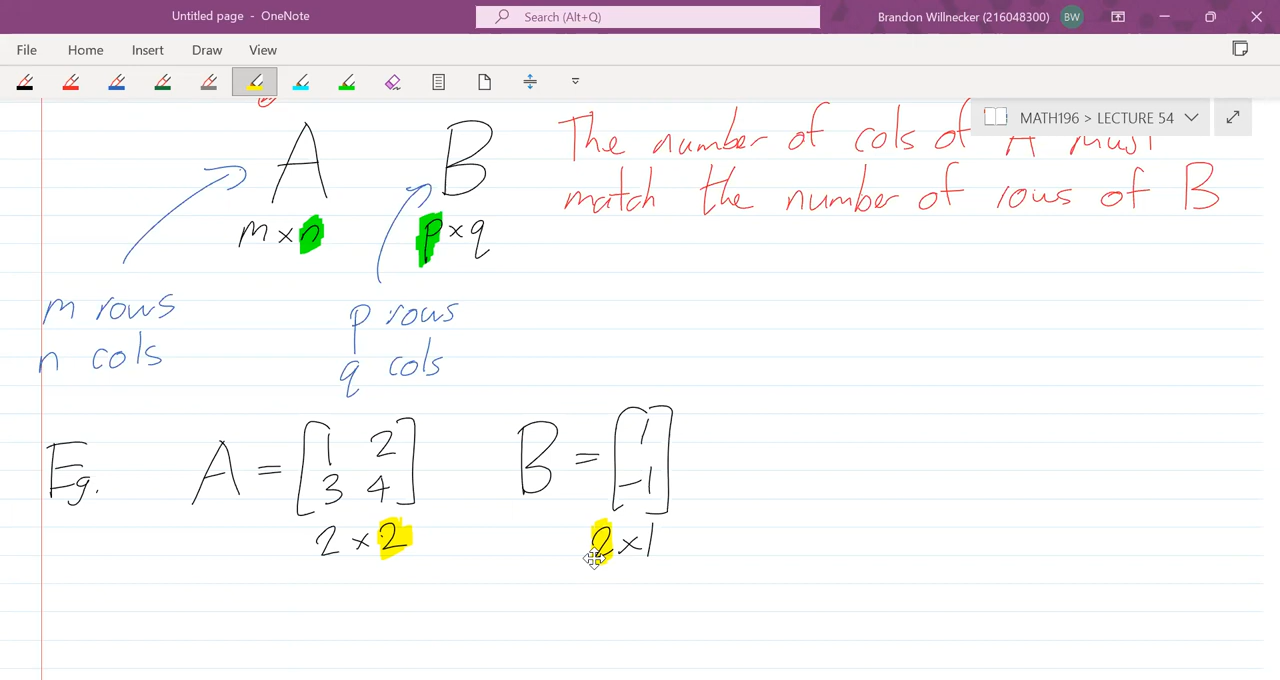 Untitled page - OneNote
Search (Alt+Q)
Brandon Willnecker (216048300)
BW
File Home Insert Draw View
MATH196 > LECTURE 54
A B
The number of cols of A must
match the number of rows of B
m × n p × q
m rows
n cols
p rows
q cols
Eg. A = [1 2
3 4] B = [1
-1]
2 × 2 2 × 1